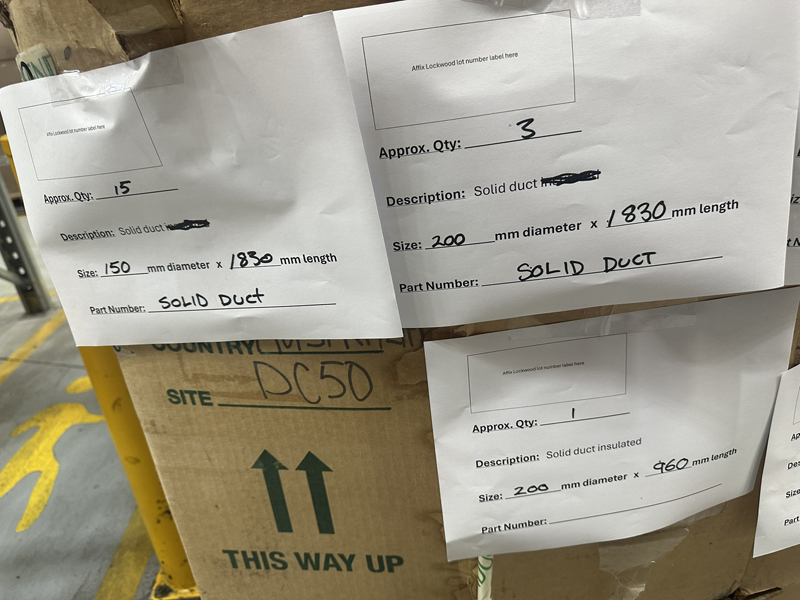 Affix Lockwood lot number label here
Approx. Qty: 15
Description: Solid duct
Size: 150 mm diameter x 1830 mm length
Part Number: SOLID DUCT
Affix Lockwood lot number label here
Approx. Qty: 3
Description: Solid duct
Size: 200 mm diameter x 1830 mm length
Part Number: SOLID DUCT
COUNTRY
SITE DC50
THIS WAY UP
Affix Lockwood lot number label here
Approx. Qty: 1
Description: Solid duct insulated
Size: 200 mm diameter x 960 mm length
Part Number:
Size
Part